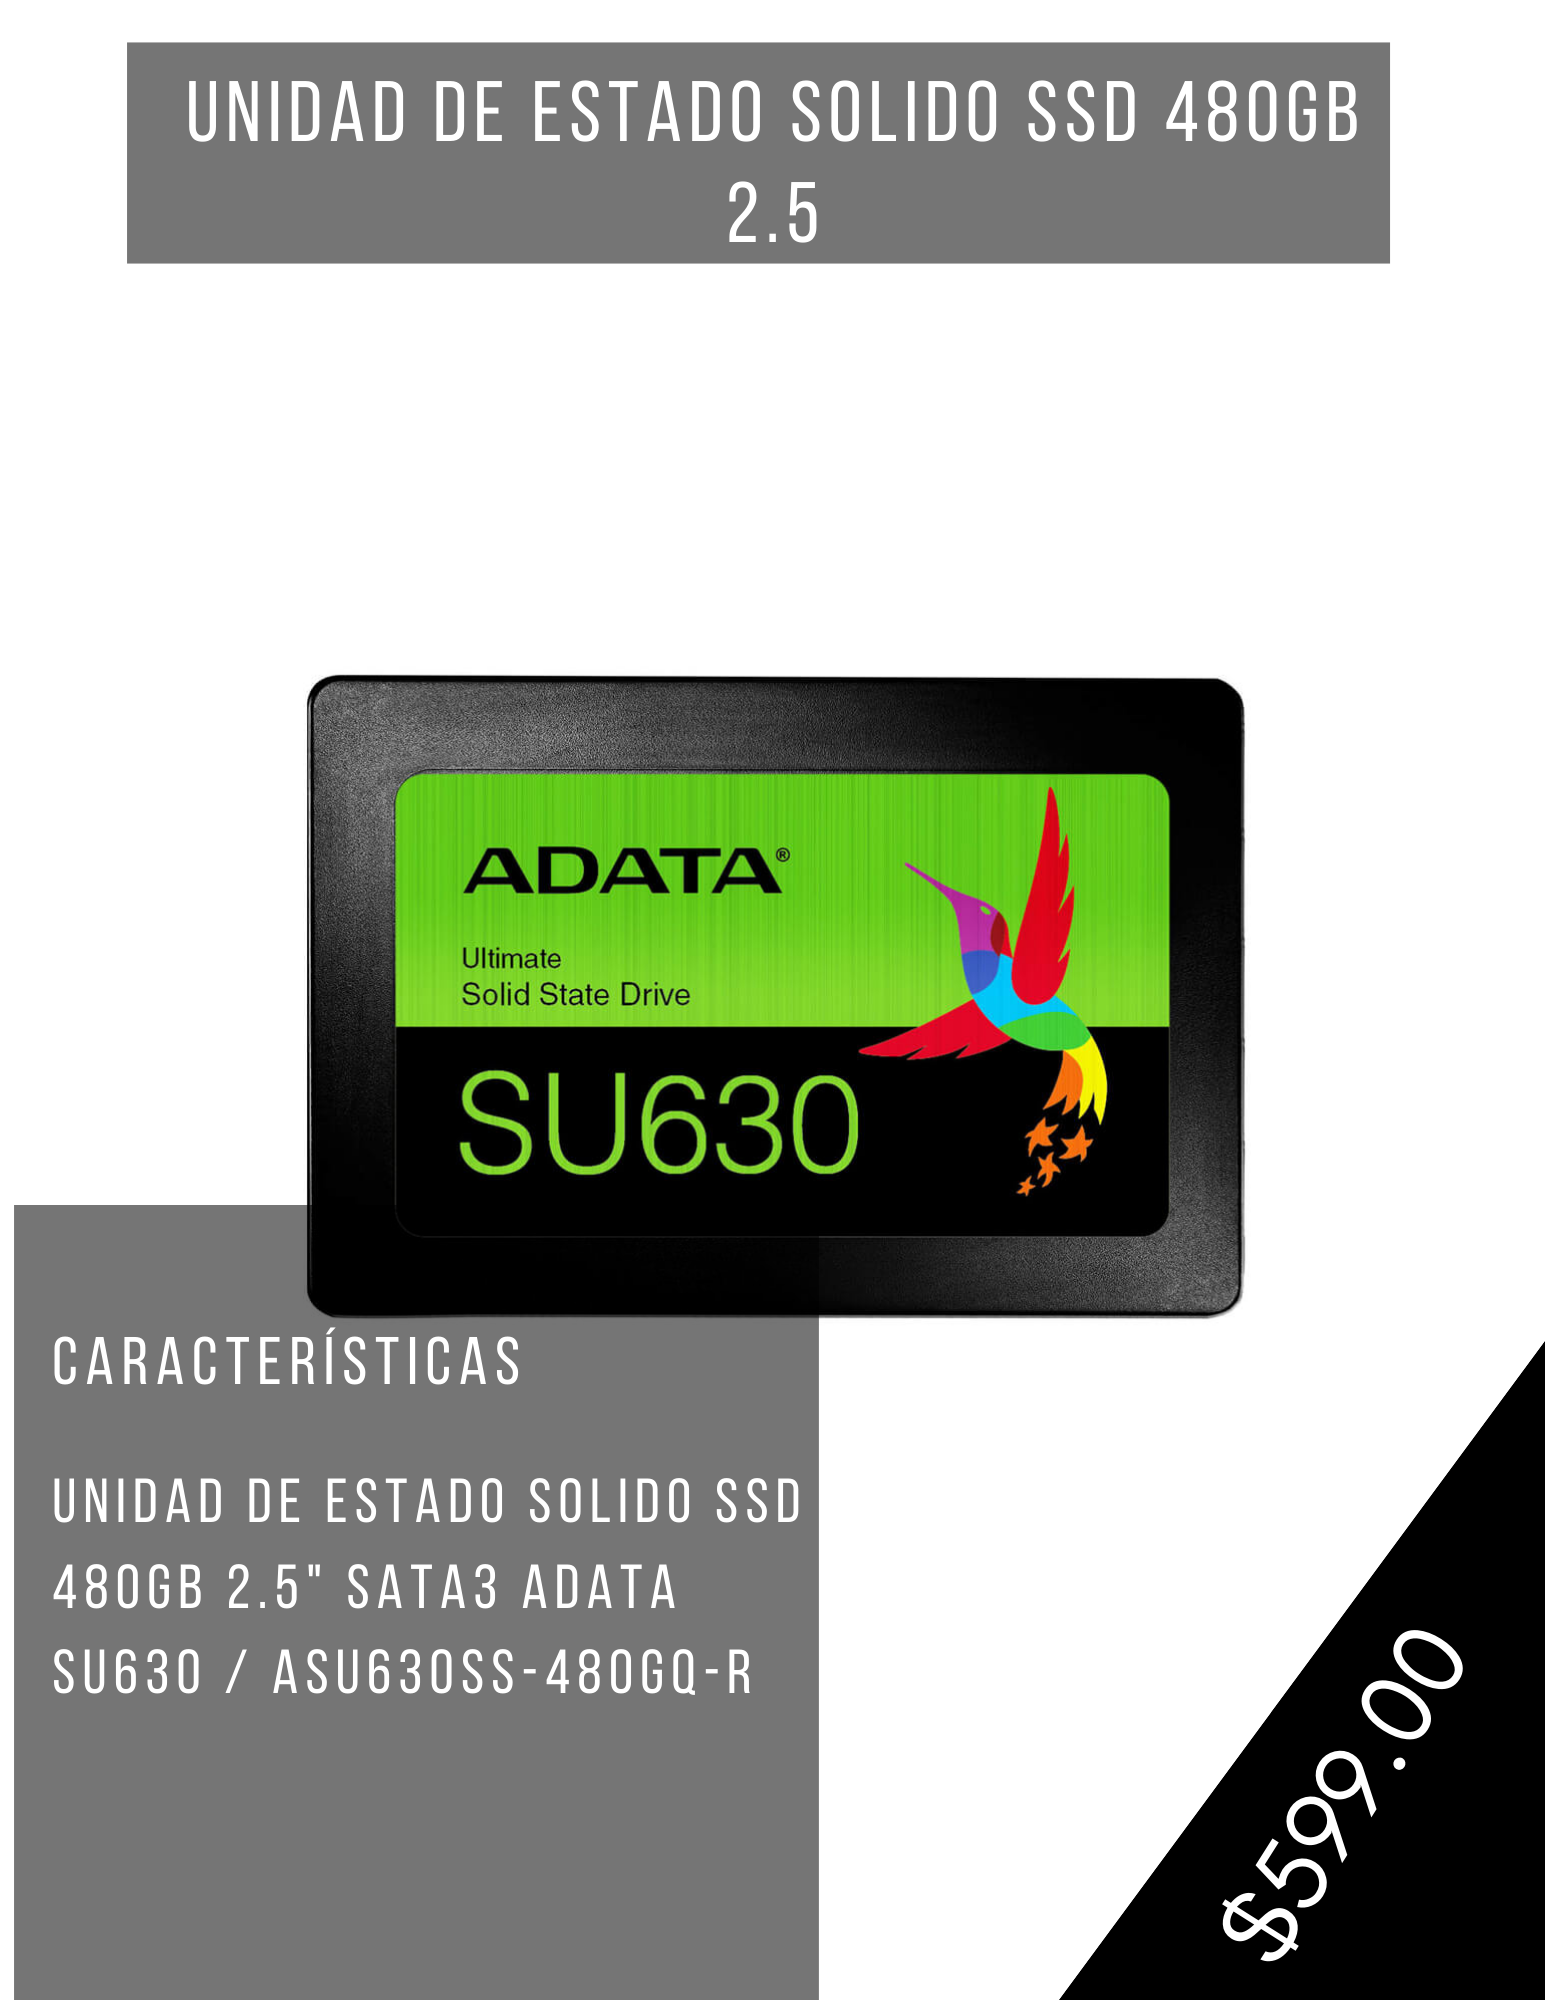 UNIDAD DE ESTADO SOLIDO SSD 480GB
2.5
ADATA®
Ultimate
Solid State Drive
SU630
CARACTERÍSTICAS
UNIDAD DE ESTADO SOLIDO SSD
480GB 2.5" SATA3 ADATA
SU630 / ASU630SS-480GQ-R
$599.00